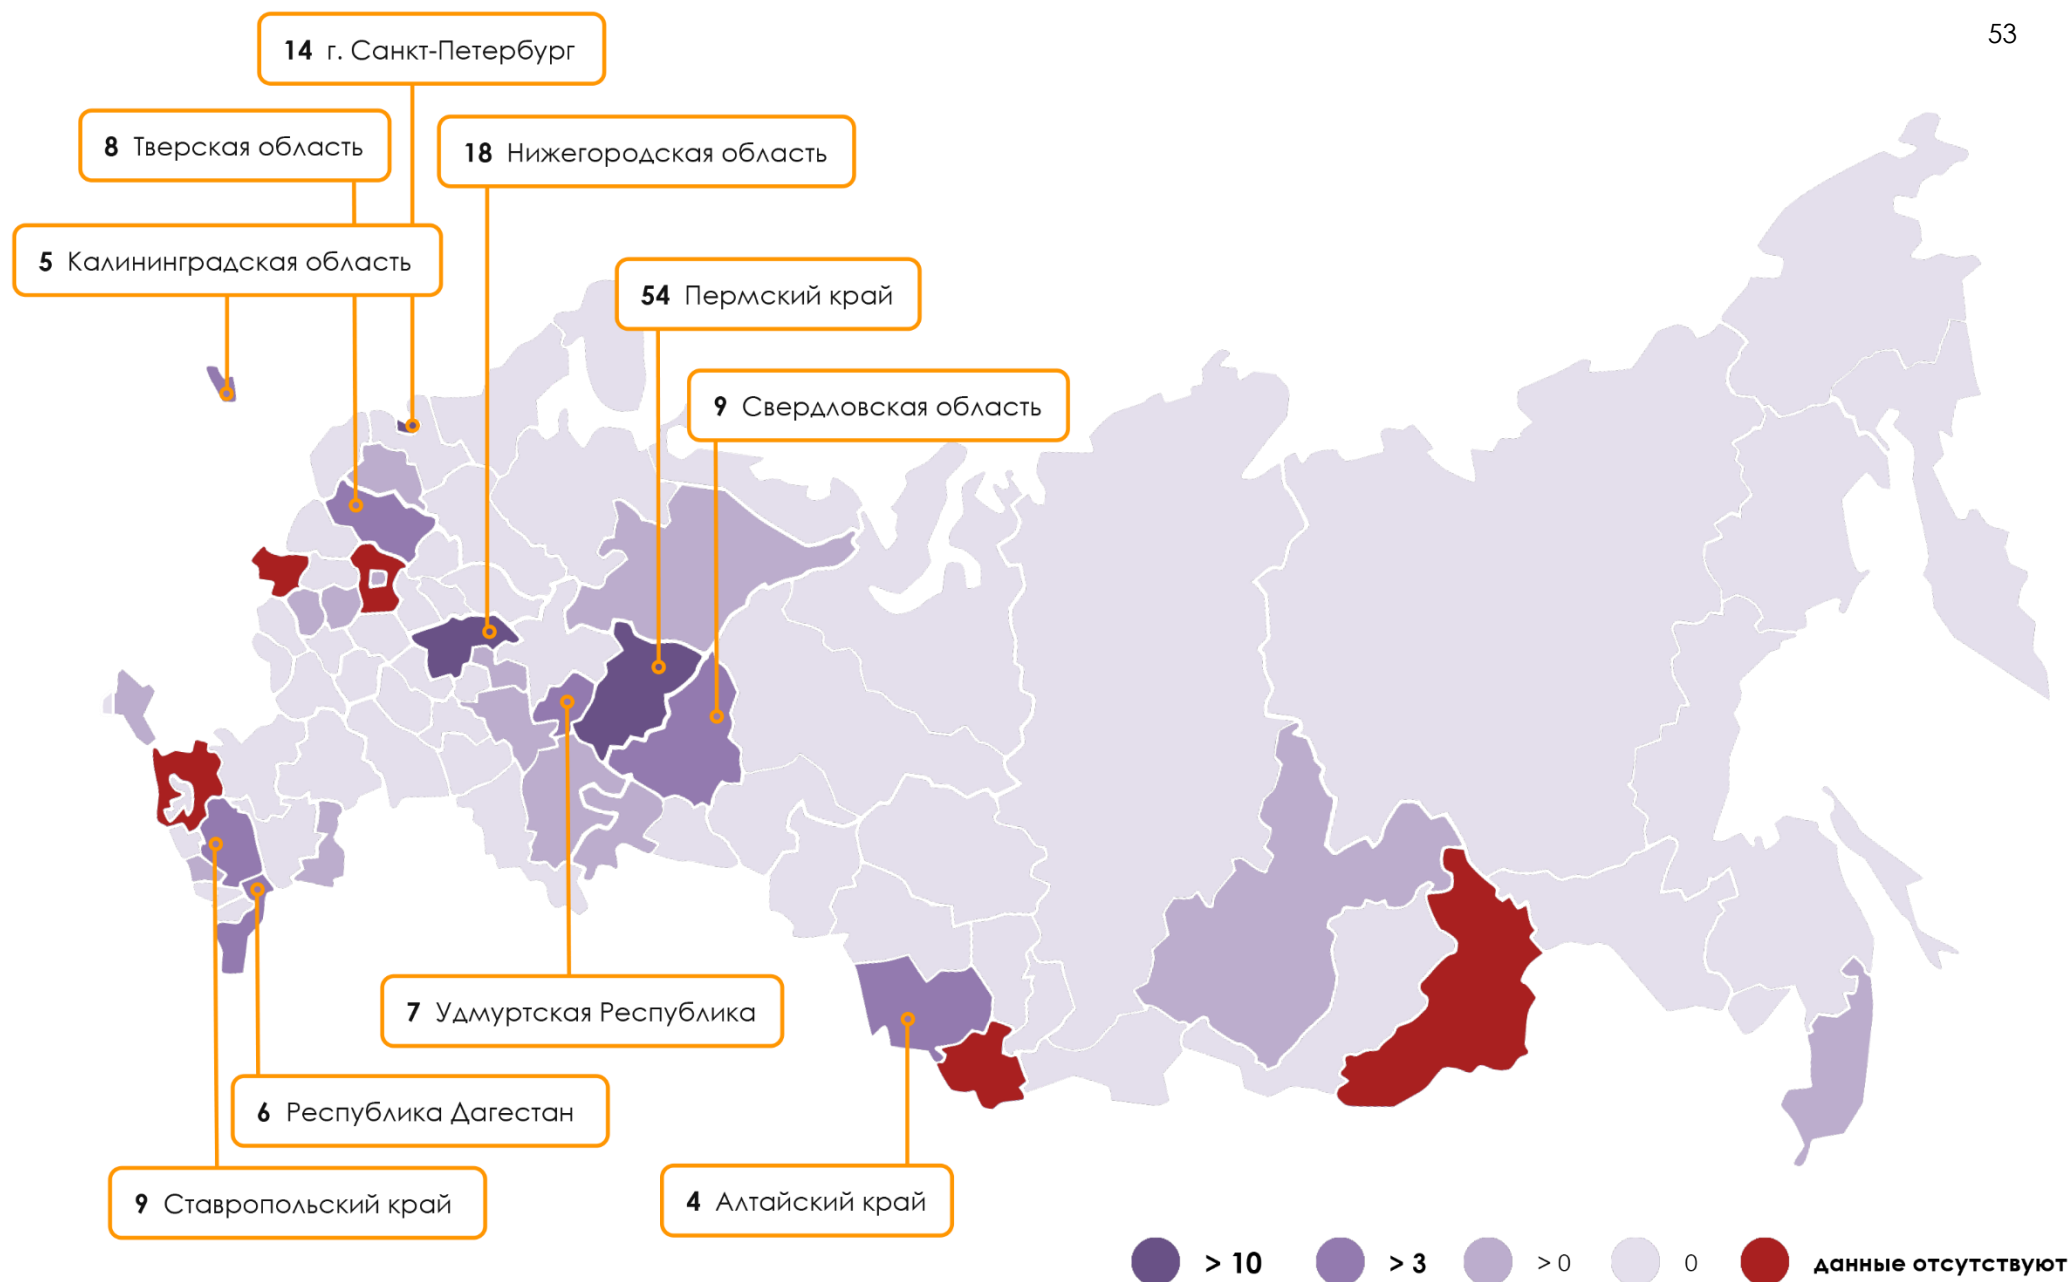 53
14 г. Санкт-Петербург
8 Тверская область
18 Нижегородская область
5 Калининградская область
54 Пермский край
9 Свердловская область
7 Удмуртская Республика
6 Республика Дагестан
9 Ставропольский край
4 Алтайский край
> 10 > 3 > 0 0 данные отсутствуют